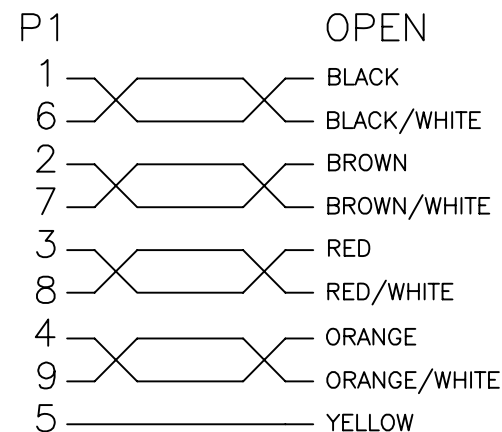 P1 OPEN
1 BLACK
6 BLACK/WHITE
2 BROWN
7 BROWN/WHITE
3 RED
8 RED/WHITE
4 ORANGE
9 ORANGE/WHITE
5 YELLOW